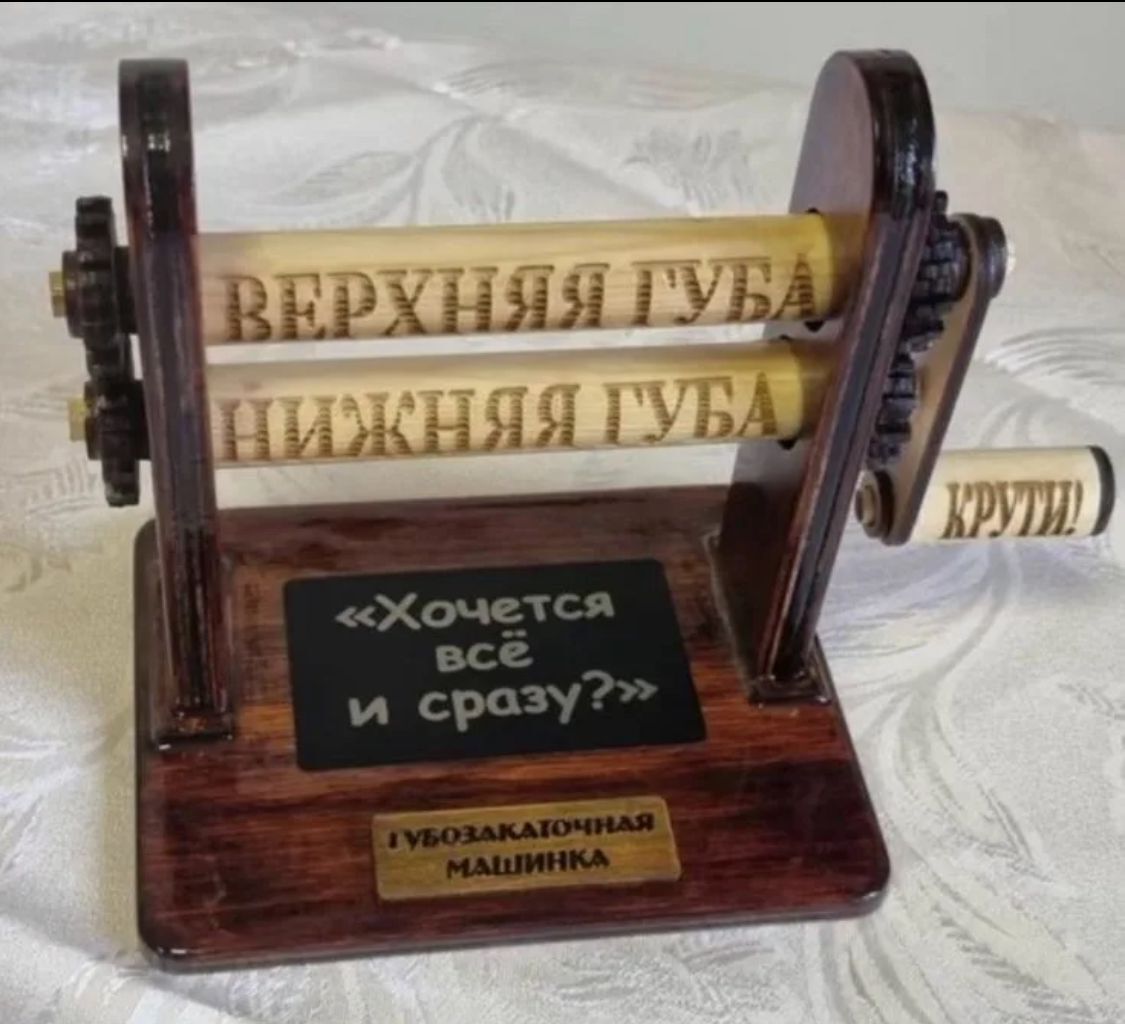 ВЕРХНЯЯ ГУБА
НИЖНЯЯ ГУБА
КРУТИ!
«Хочется
всё
и сразу?»
ГУБОЗАКАТОЧНАЯ
МАШИНКА